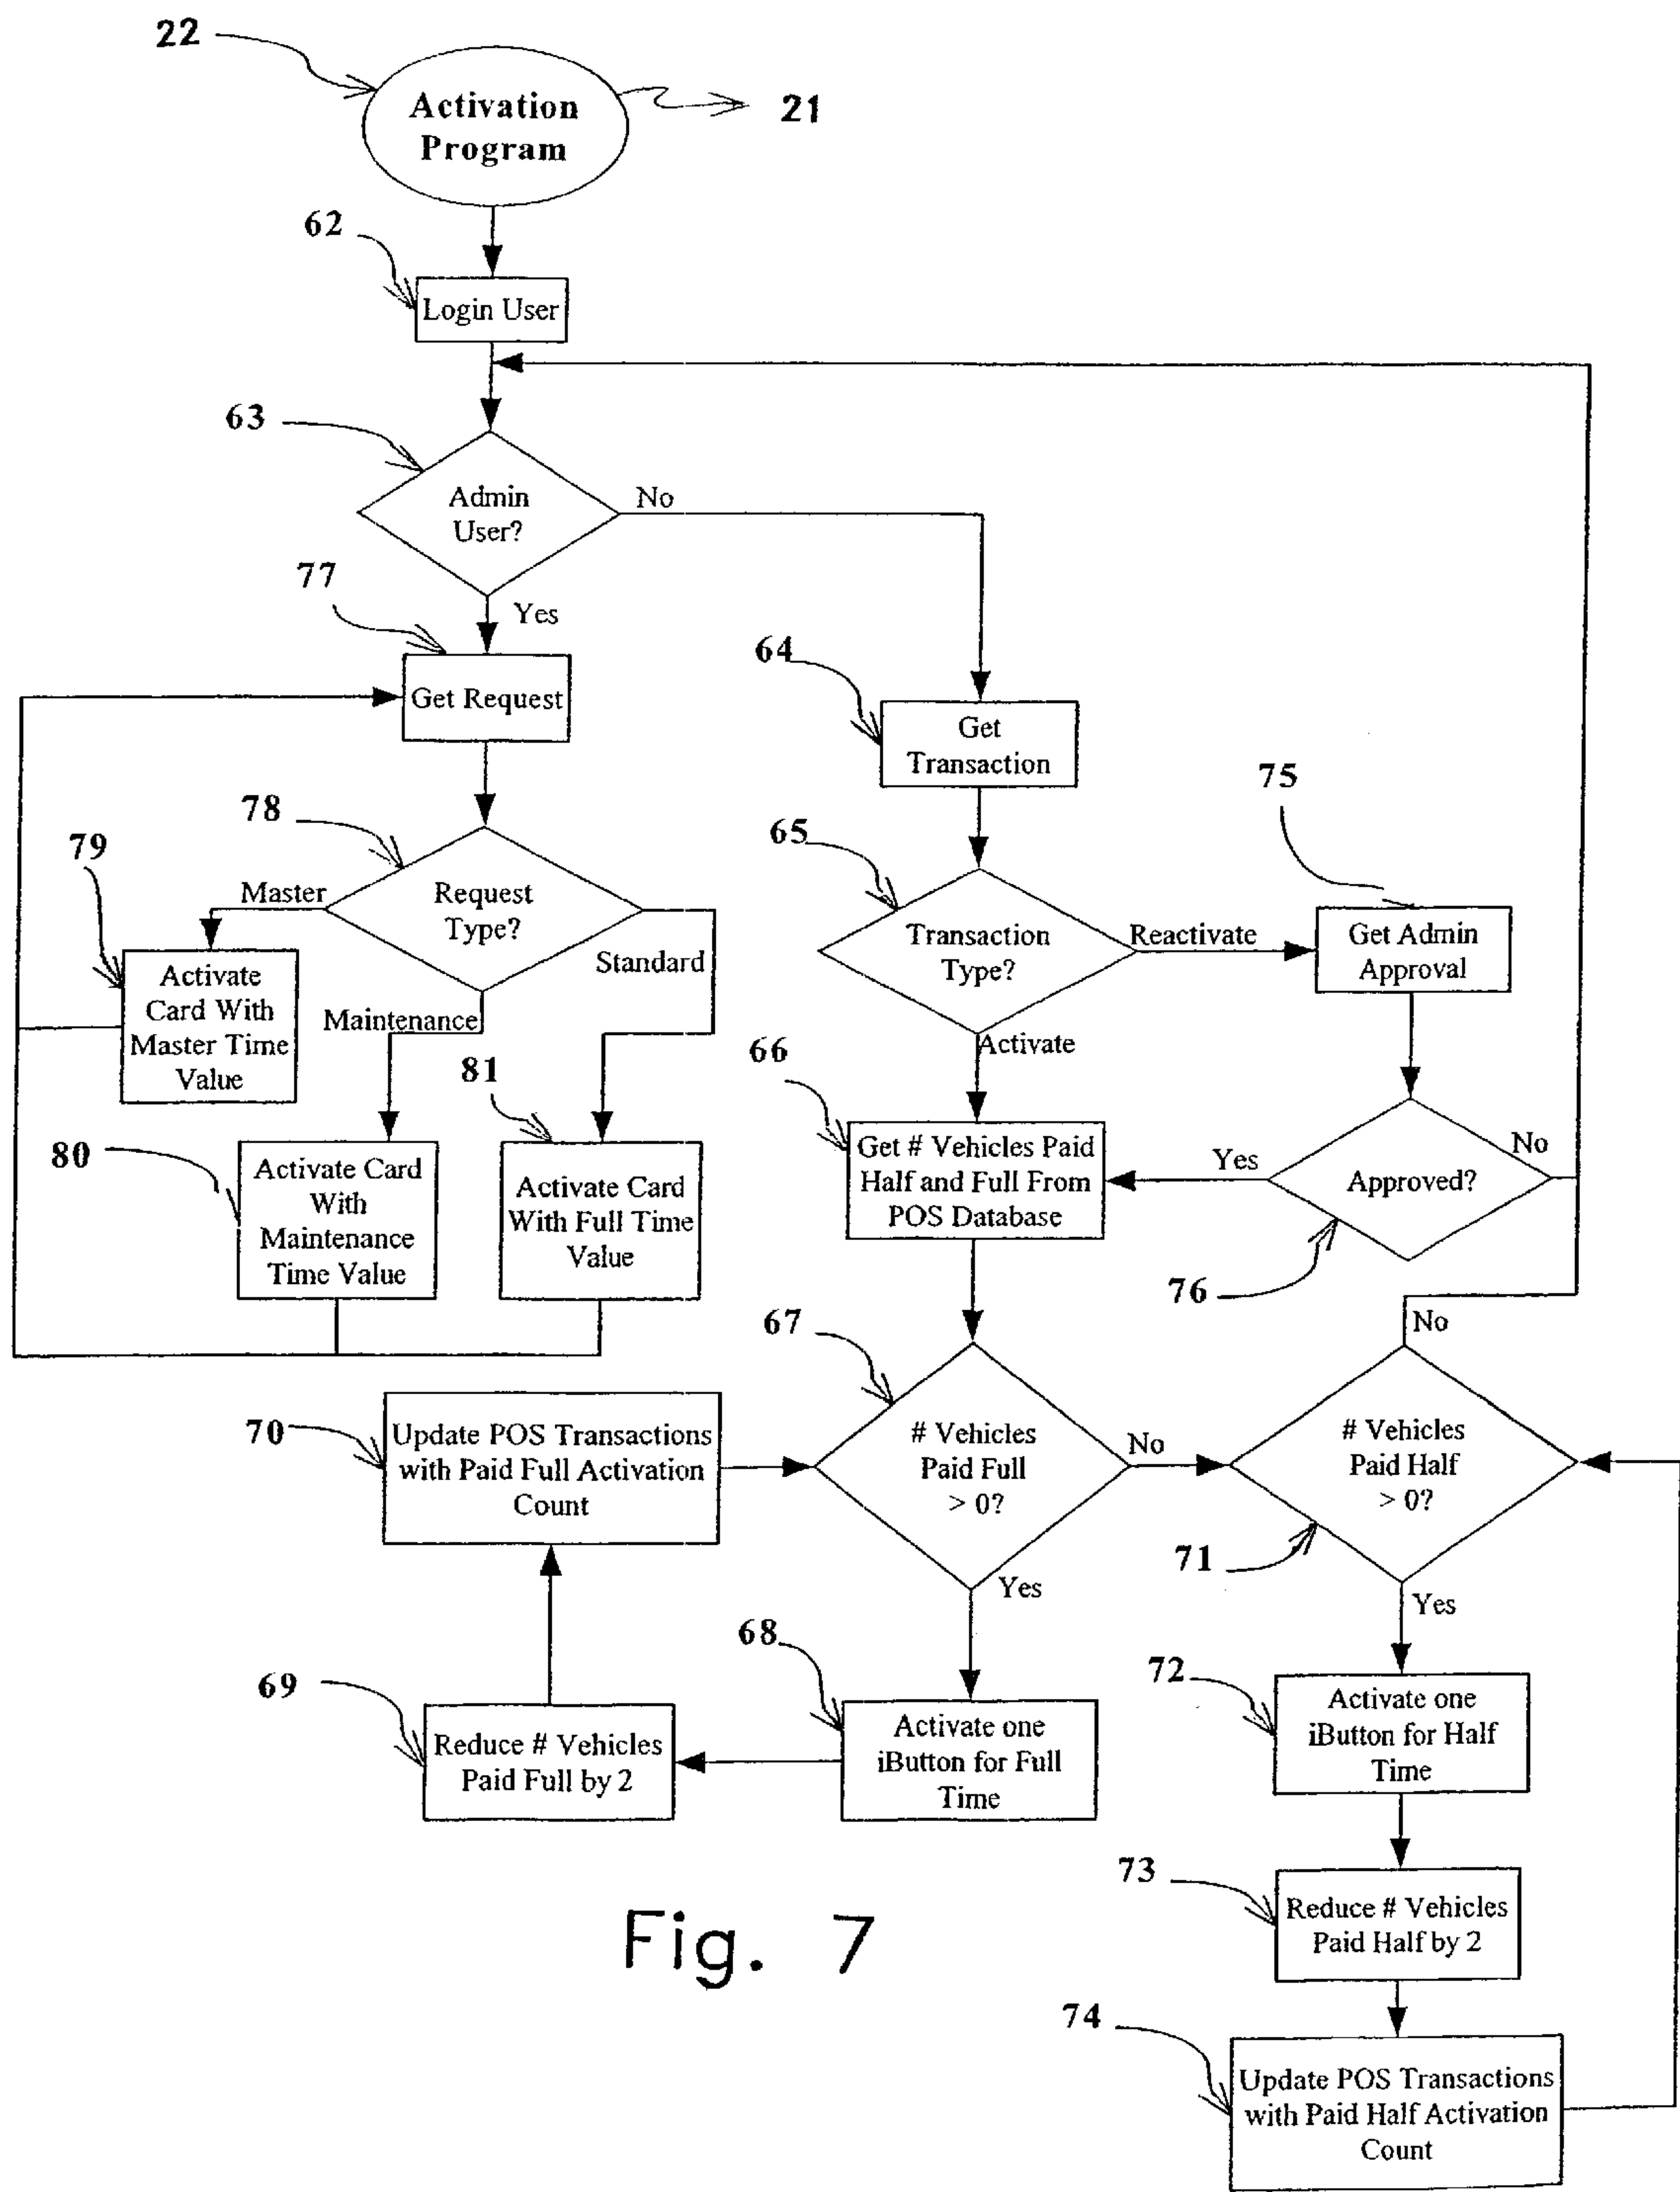 22
Activation
Program
21
62
Login User
63
Admin
User?
No
Yes
77
Get Request
64
Get
Transaction
78
Request
Type?
Master
Maintenance
Standard
79
Activate
Card With
Master Time
Value
80
Activate Card
With
Maintenance
Time Value
81
Activate Card
With Full Time
Value
65
Transaction
Type?
Reactivate
Activate
75
Get Admin
Approval
66
Get # Vehicles Paid
Half and Full From
POS Database
Yes
Approved?
No
76
67
# Vehicles
Paid Full
> 0?
No
Yes
70
Update POS Transactions
with Paid Full Activation
Count
No
# Vehicles
Paid Half
> 0?
71
Yes
68
Activate one
iButton for Full
Time
69
Reduce # Vehicles
Paid Full by 2
72
Activate one
iButton for Half
Time
73
Reduce # Vehicles
Paid Half by 2
74
Update POS Transactions
with Paid Half Activation
Count
Fig. 7